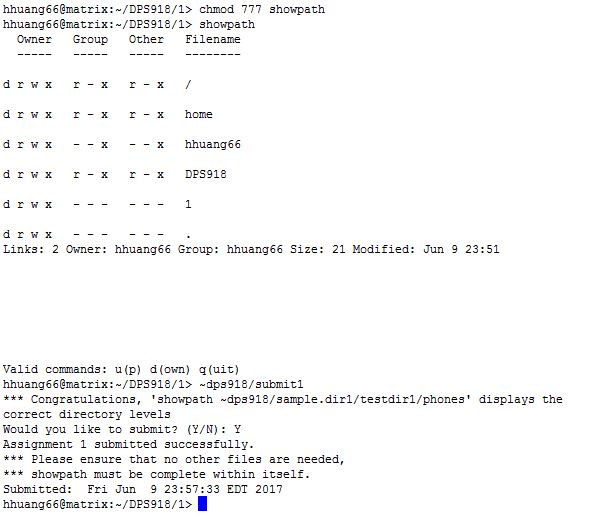 hhuang66@matrix:~/DPS918/1> chmod 777 showpath
hhuang66@matrix:~/DPS918/1> showpath
  Owner   Group   Other   Filename
  -----   -----   -----   --------
d r w x   r - x   r - x   /
d r w x   r - x   r - x   home
d r w x   - - x   - - x   hhuang66
d r w x   r - x   r - x   DPS918
d r w x   - - -   - - -   1
d r w x   - - -   - - -   .
Links: 2 Owner: hhuang66 Group: hhuang66 Size: 21 Modified: Jun 9 23:51
Valid commands: u(p) d(own) q(uit)
hhuang66@matrix:~/DPS918/1> ~dps918/submit1
*** Congratulations, 'showpath ~dps918/sample.dir1/testdir1/phones' displays the
correct directory levels
Would you like to submit? (Y/N): Y
Assignment 1 submitted successfully.
*** Please ensure that no other files are needed,
*** showpath must be complete within itself.
Submitted:  Fri Jun  9 23:57:33 EDT 2017
hhuang66@matrix:~/DPS918/1>